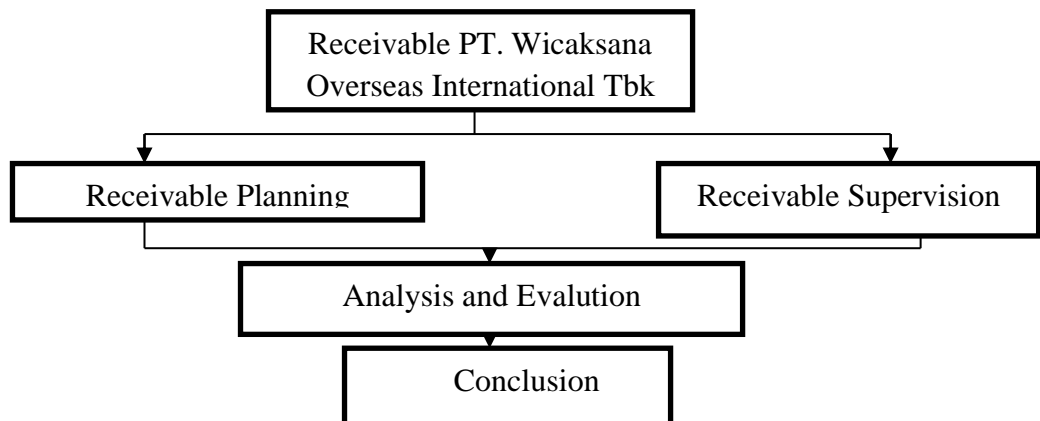 Receivable PT. Wicaksana
Overseas International Tbk
Receivable Planning
Receivable Supervision
Analysis and Evalution
Conclusion